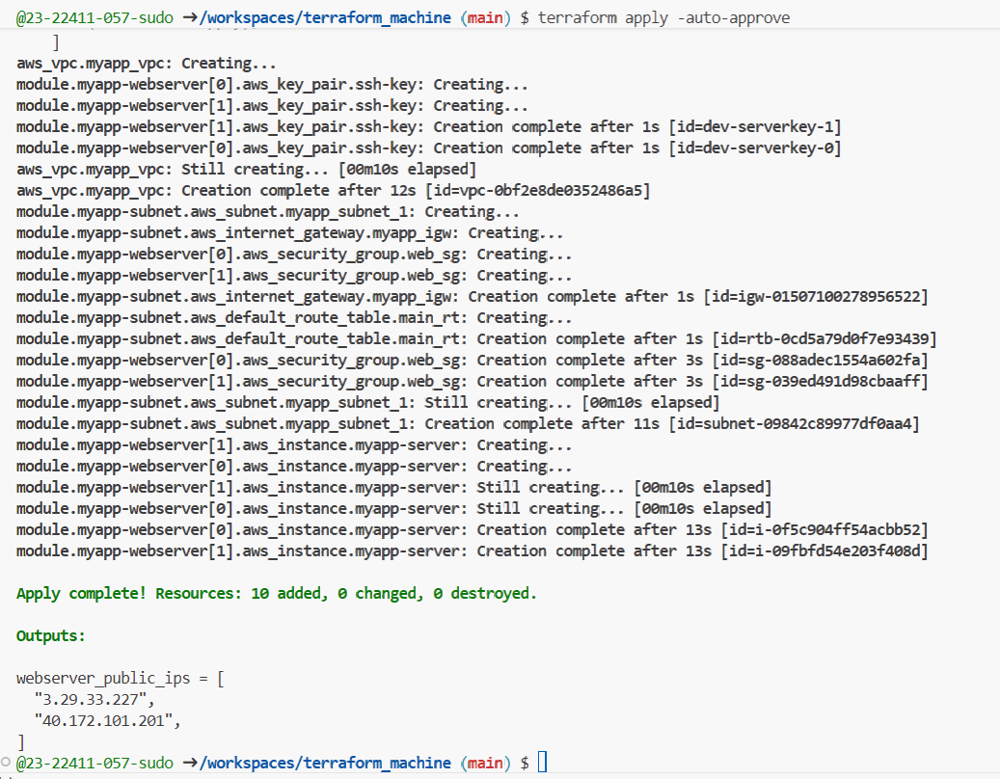 @23-22411-057-sudo →/workspaces/terraform_machine (main) $ terraform apply -auto-approve
    ]
aws_vpc.myapp_vpc: Creating...
module.myapp-webserver[0].aws_key_pair.ssh-key: Creating...
module.myapp-webserver[1].aws_key_pair.ssh-key: Creating...
module.myapp-webserver[1].aws_key_pair.ssh-key: Creation complete after 1s [id=dev-serverkey-1]
module.myapp-webserver[0].aws_key_pair.ssh-key: Creation complete after 1s [id=dev-serverkey-0]
aws_vpc.myapp_vpc: Still creating... [00m10s elapsed]
aws_vpc.myapp_vpc: Creation complete after 12s [id=vpc-0bf2e8de0352486a5]
module.myapp-subnet.aws_subnet.myapp_subnet_1: Creating...
module.myapp-subnet.aws_internet_gateway.myapp_igw: Creating...
module.myapp-webserver[0].aws_security_group.web_sg: Creating...
module.myapp-webserver[1].aws_security_group.web_sg: Creating...
module.myapp-subnet.aws_internet_gateway.myapp_igw: Creation complete after 1s [id=igw-01507100278956522]
module.myapp-subnet.aws_default_route_table.main_rt: Creating...
module.myapp-subnet.aws_default_route_table.main_rt: Creation complete after 1s [id=rtb-0cd5a79d0f7e93439]
module.myapp-webserver[0].aws_security_group.web_sg: Creation complete after 3s [id=sg-088adec1554a602fa]
module.myapp-webserver[1].aws_security_group.web_sg: Creation complete after 3s [id=sg-039ed491d98cbaaff]
module.myapp-subnet.aws_subnet.myapp_subnet_1: Still creating... [00m10s elapsed]
module.myapp-subnet.aws_subnet.myapp_subnet_1: Creation complete after 11s [id=subnet-09842c89977df0aa4]
module.myapp-webserver[1].aws_instance.myapp-server: Creating...
module.myapp-webserver[0].aws_instance.myapp-server: Creating...
module.myapp-webserver[1].aws_instance.myapp-server: Still creating... [00m10s elapsed]
module.myapp-webserver[0].aws_instance.myapp-server: Still creating... [00m10s elapsed]
module.myapp-webserver[0].aws_instance.myapp-server: Creation complete after 13s [id=i-0f5c904ff54acbb52]
module.myapp-webserver[1].aws_instance.myapp-server: Creation complete after 13s [id=i-09fbfd54e203f408d]
Apply complete! Resources: 10 added, 0 changed, 0 destroyed.
Outputs:
webserver_public_ips = [
  "3.29.33.227",
  "40.172.101.201",
]
@23-22411-057-sudo →/workspaces/terraform_machine (main) $